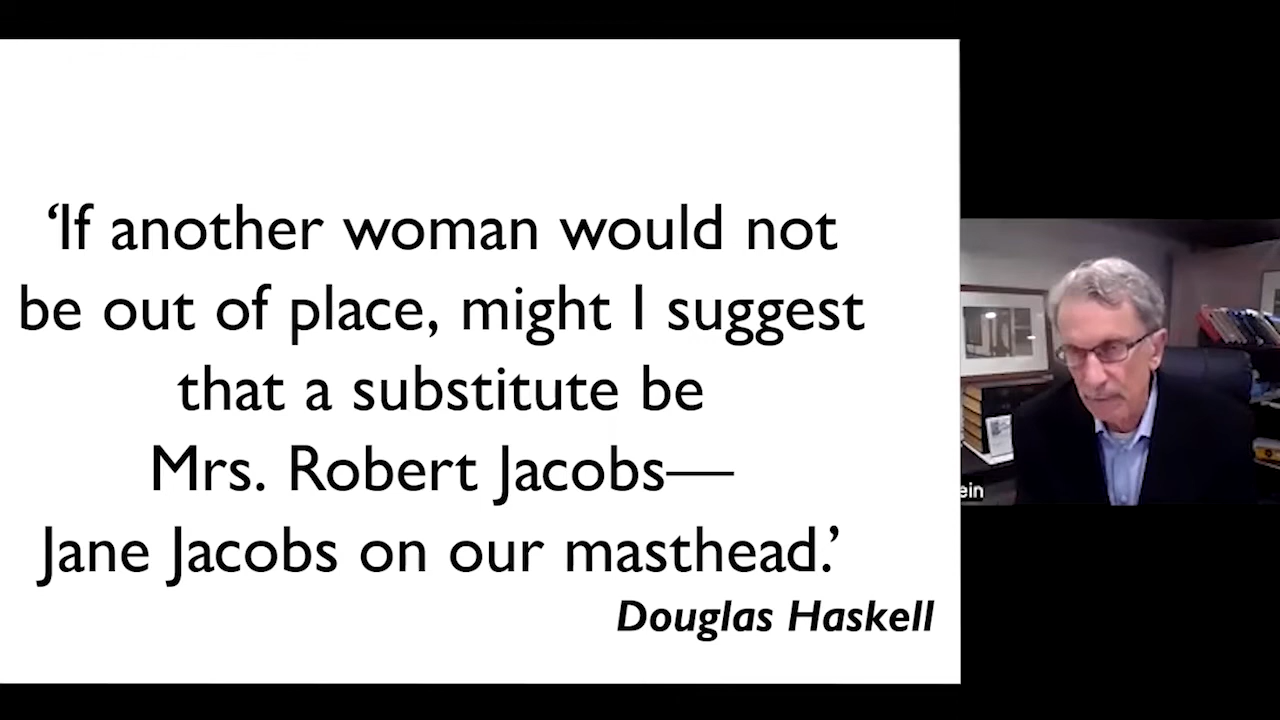 ‘If another woman would not
be out of place, might I suggest
that a substitute be
Mrs. Robert Jacobs—
Jane Jacobs on our masthead.’
Douglas Haskell
ein